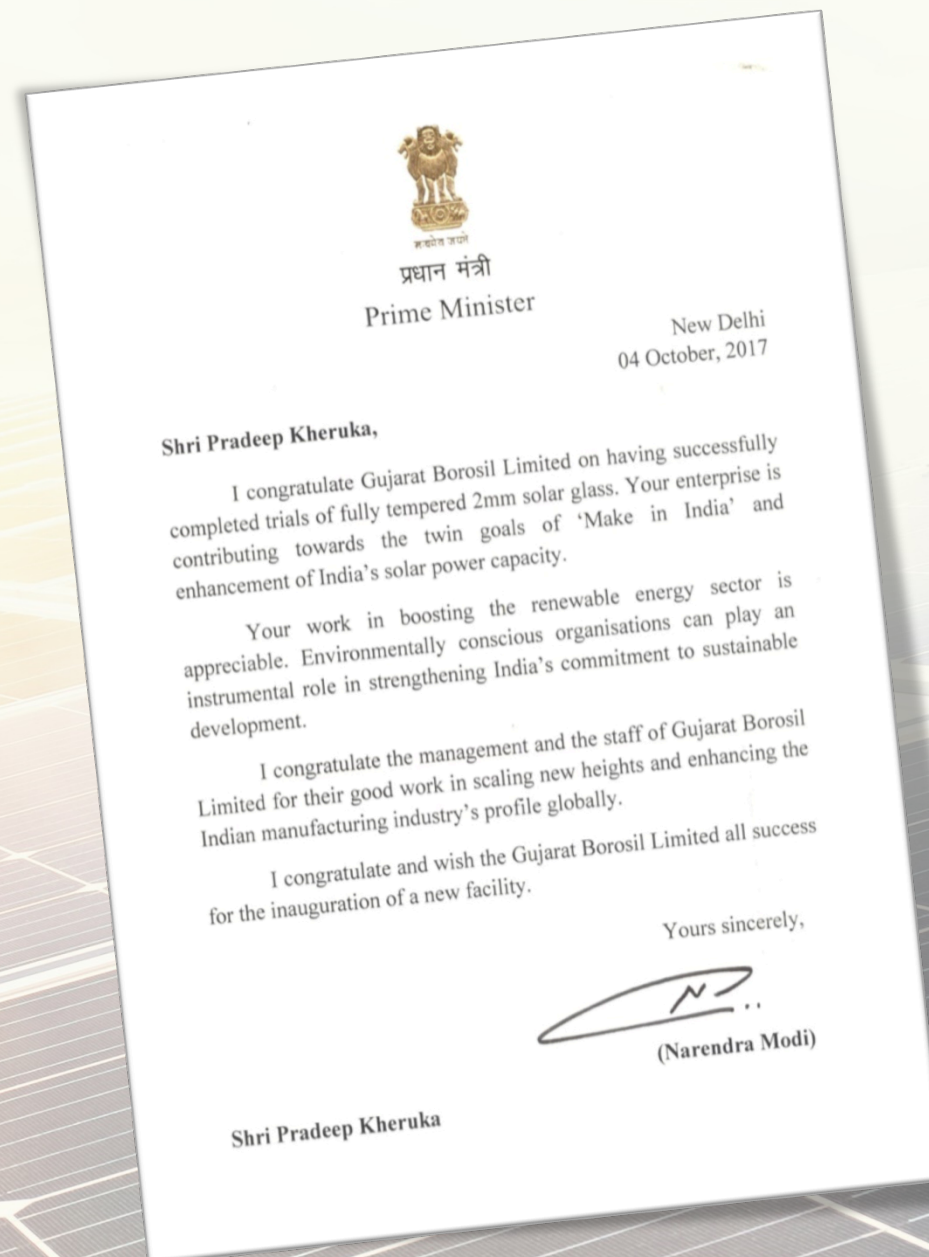 सत्यमेव जयते
प्रधान मंत्री
Prime Minister
New Delhi
04 October, 2017
Shri Pradeep Kheruka,
I congratulate Gujarat Borosil Limited on having successfully
completed trials of fully tempered 2mm solar glass. Your enterprise is
contributing towards the twin goals of ‘Make in India’ and
enhancement of India’s solar power capacity.
Your work in boosting the renewable energy sector is
appreciable. Environmentally conscious organisations can play an
instrumental role in strengthening India’s commitment to sustainable
development.
I congratulate the management and the staff of Gujarat Borosil
Limited for their good work in scaling new heights and enhancing the
Indian manufacturing industry’s profile globally.
I congratulate and wish the Gujarat Borosil Limited all success
for the inauguration of a new facility.
Yours sincerely,
(Narendra Modi)
Shri Pradeep Kheruka